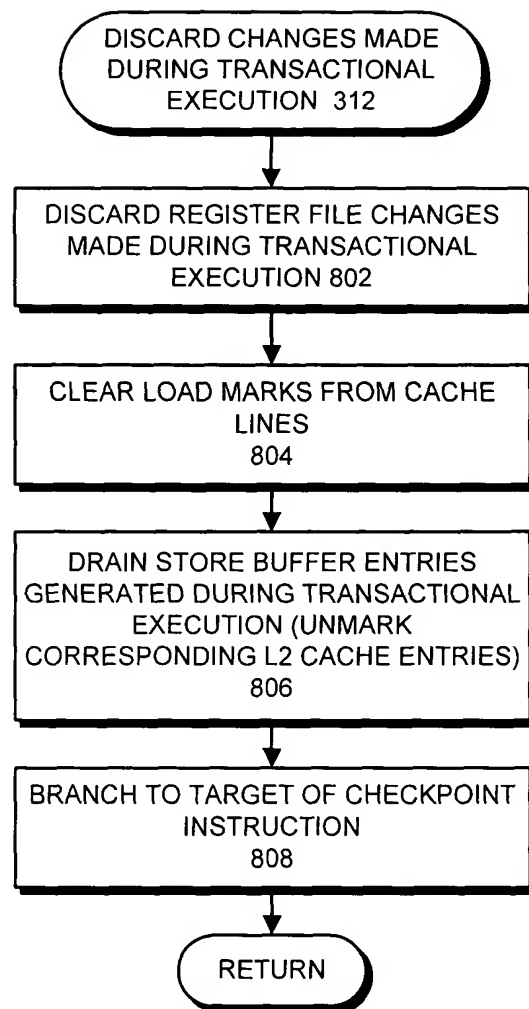 DISCARD CHANGES MADE
DURING TRANSACTIONAL
EXECUTION 312
DISCARD REGISTER FILE CHANGES
MADE DURING TRANSACTIONAL
EXECUTION 802
CLEAR LOAD MARKS FROM CACHE
LINES
804
DRAIN STORE BUFFER ENTRIES
GENERATED DURING TRANSACTIONAL
EXECUTION (UNMARK
CORRESPONDING L2 CACHE ENTRIES)
806
BRANCH TO TARGET OF CHECKPOINT
INSTRUCTION
808
RETURN